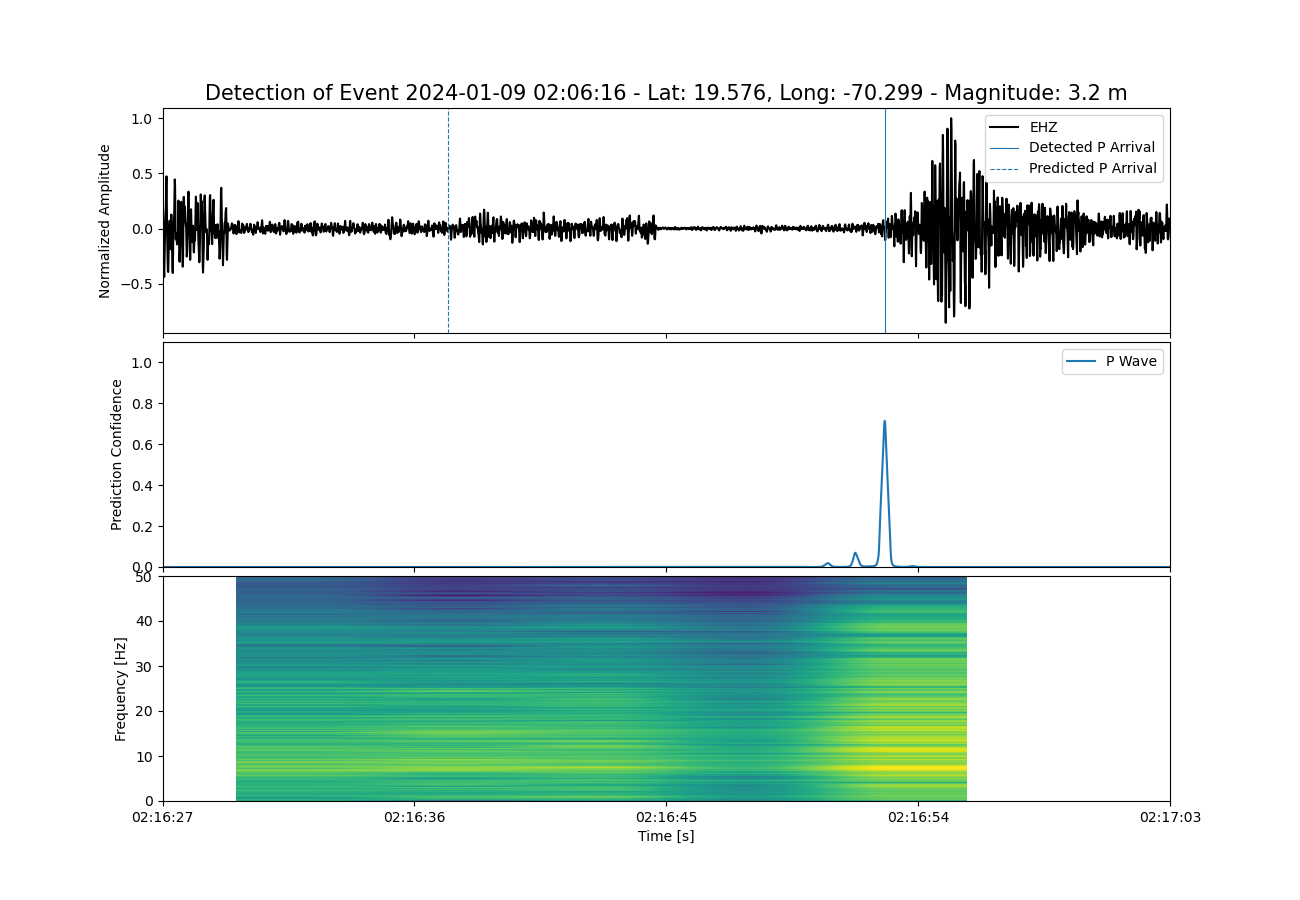 Detection of Event 2024-01-09 02:06:16 - Lat: 19.576, Long: -70.299 - Magnitude: 3.2 m
Normalized Amplitude
1.0
0.5
0.0
−0.5
EHZ
Detected P Arrival
Predicted P Arrival
Prediction Confidence
1.0
0.8
0.6
0.4
0.2
0.0
P Wave
Frequency [Hz]
50
40
30
20
10
0
02:16:27 02:16:36 02:16:45 02:16:54 02:17:03
Time [s]